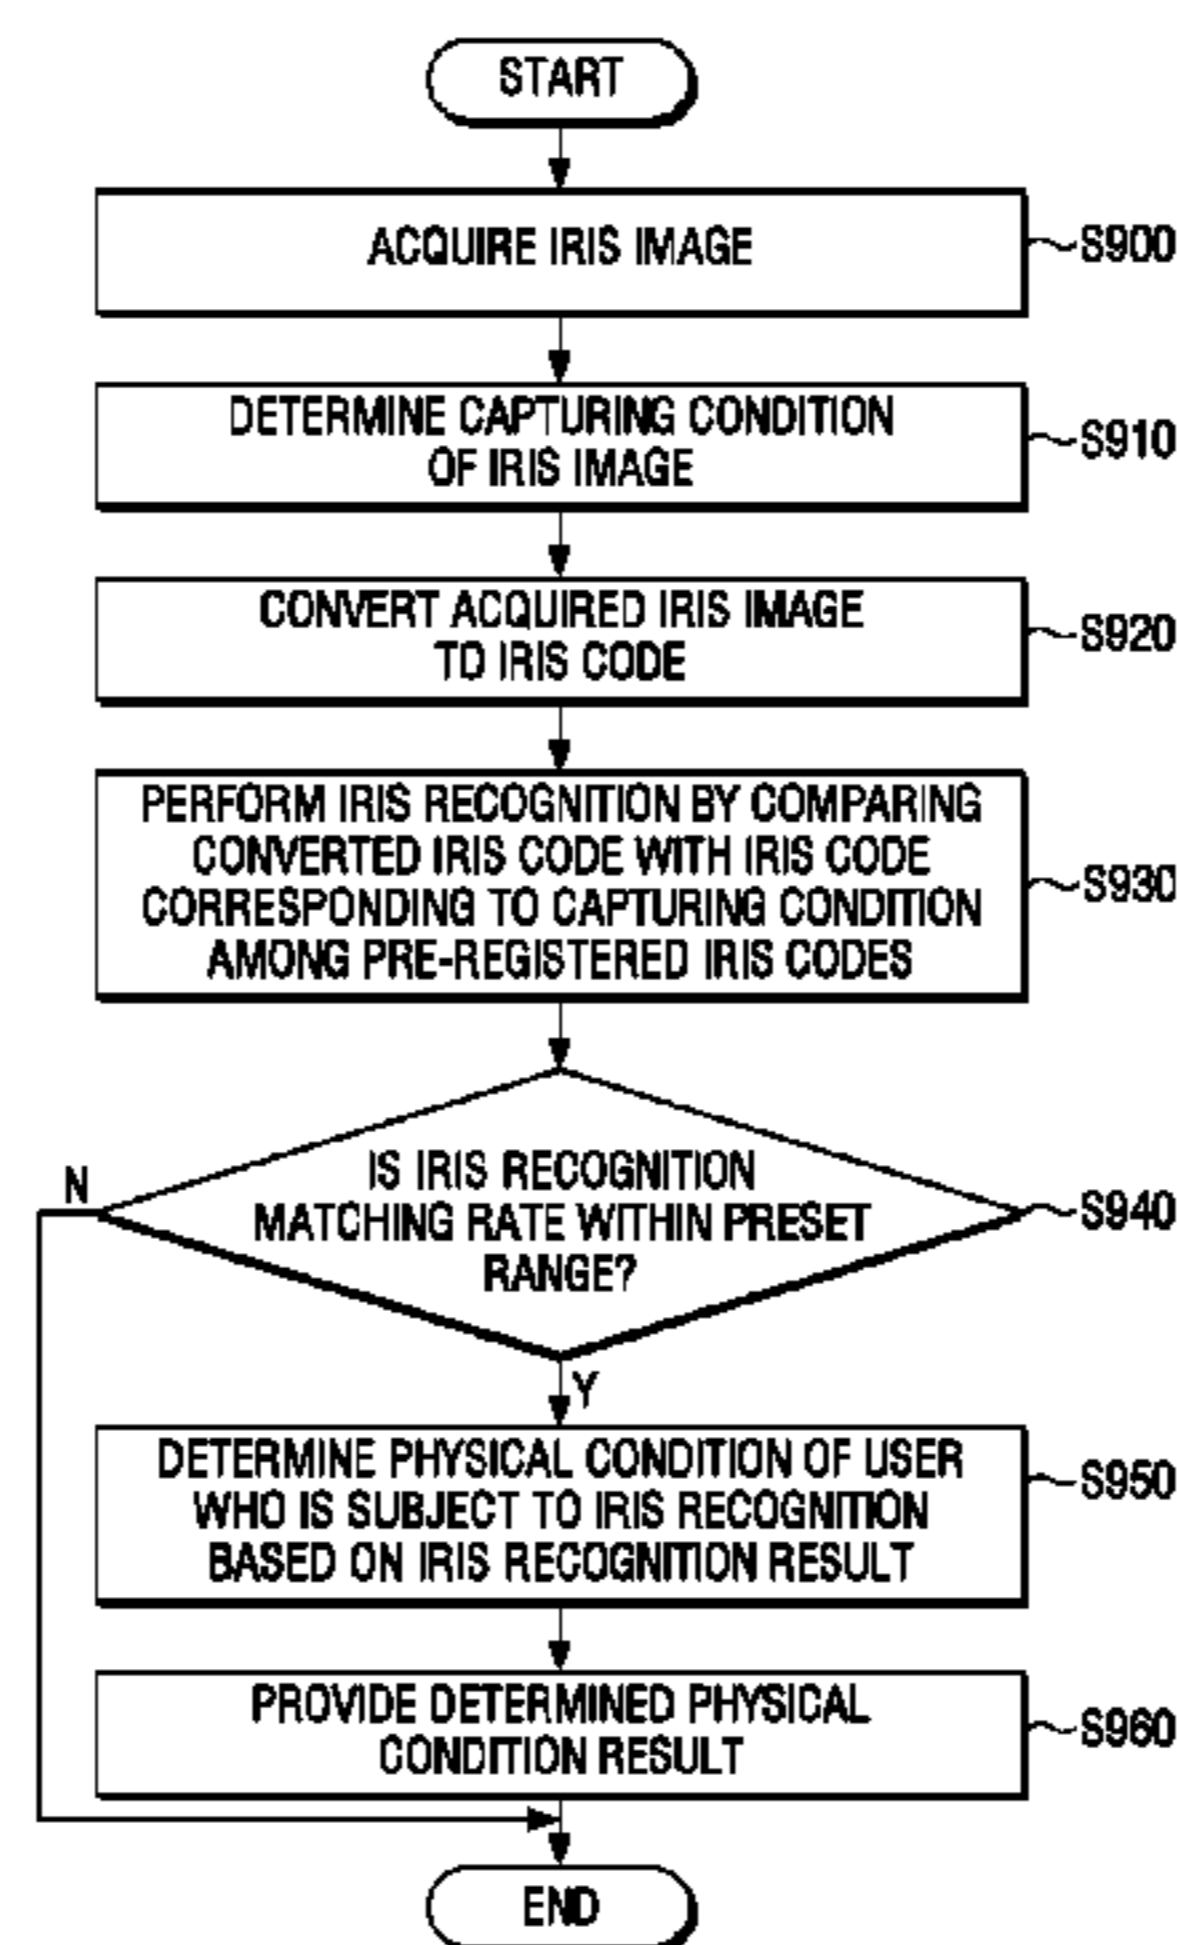 START
ACQUIRE IRIS IMAGE
S900
DETERMINE CAPTURING CONDITION
OF IRIS IMAGE
S910
CONVERT ACQUIRED IRIS IMAGE
TO IRIS CODE
S920
PERFORM IRIS RECOGNITION BY COMPARING
CONVERTED IRIS CODE WITH IRIS CODE
CORRESPONDING TO CAPTURING CONDITION
AMONG PRE-REGISTERED IRIS CODES
S930
IS IRIS RECOGNITION
MATCHING RATE WITHIN PRESET
RANGE?
S940
N
Y
DETERMINE PHYSICAL CONDITION OF USER
WHO IS SUBJECT TO IRIS RECOGNITION
BASED ON IRIS RECOGNITION RESULT
S950
PROVIDE DETERMINED PHYSICAL
CONDITION RESULT
S960
END